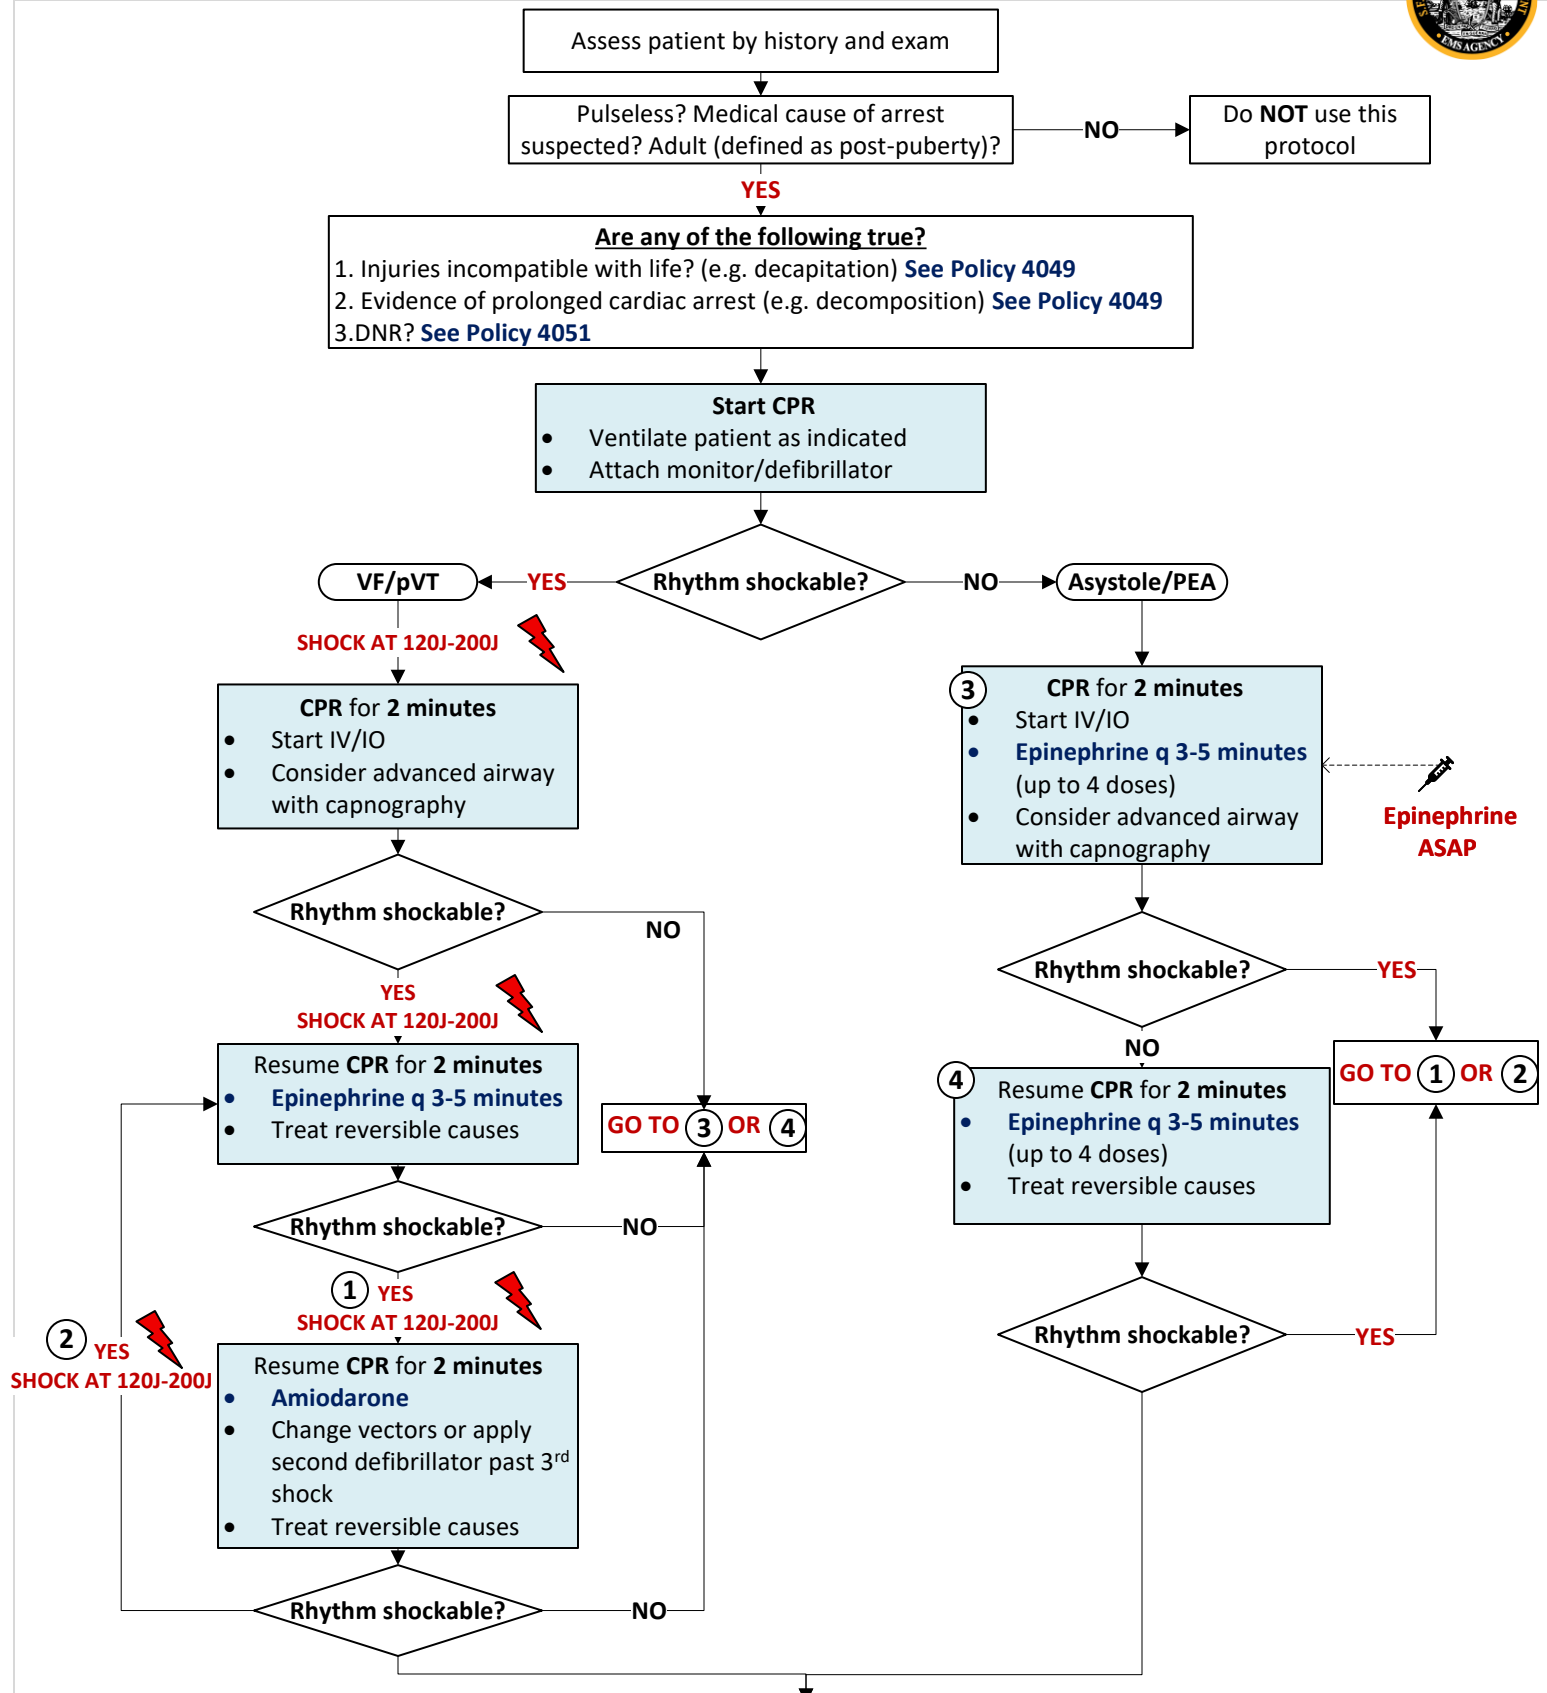 EMS AGENCY
Assess patient by history and exam
Pulseless? Medical cause of arrest
suspected? Adult (defined as post-puberty)?
NO
Do NOT use this
protocol
YES
Are any of the following true?
1. Injuries incompatible with life? (e.g. decapitation) See Policy 4049
2. Evidence of prolonged cardiac arrest (e.g. decomposition) See Policy 4049
3.DNR? See Policy 4051
Start CPR
• Ventilate patient as indicated
• Attach monitor/defibrillator
Rhythm shockable?
YES
VF/pVT
NO
Asystole/PEA
SHOCK AT 120J-200J
CPR for 2 minutes
• Start IV/IO
• Consider advanced airway
with capnography
Rhythm shockable?
NO
YES
SHOCK AT 120J-200J
Resume CPR for 2 minutes
• Epinephrine q 3-5 minutes
• Treat reversible causes
GO TO 3 OR 4
Rhythm shockable?
NO
1 YES
SHOCK AT 120J-200J
2 YES
SHOCK AT 120J-200J
Resume CPR for 2 minutes
• Amiodarone
• Change vectors or apply
second defibrillator past 3rd
shock
• Treat reversible causes
Rhythm shockable?
NO
3
CPR for 2 minutes
• Start IV/IO
• Epinephrine q 3-5 minutes
(up to 4 doses)
• Consider advanced airway
with capnography
Epinephrine
ASAP
Rhythm shockable?
YES
NO
GO TO 1 OR 2
4
Resume CPR for 2 minutes
• Epinephrine q 3-5 minutes
(up to 4 doses)
• Treat reversible causes
Rhythm shockable?
YES